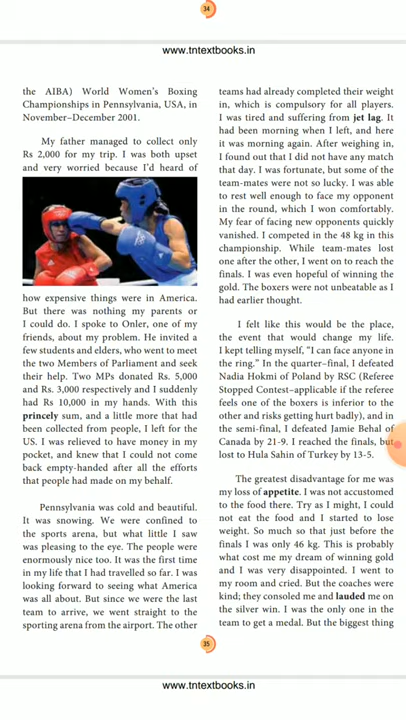 34
www.tntextbooks.in
the AIBA) World Women's Boxing
Championships in Pennsylvania, USA, in
November–December 2001.
My father managed to collect only
Rs 2,000 for my trip. I was both upset
and very worried because I'd heard of
how expensive things were in America.
But there was nothing my parents or
I could do. I spoke to Onler, one of my
friends, about my problem. He invited a
few students and elders, who went to meet
the two Members of Parliament and seek
their help. Two MPs donated Rs. 5,000
and Rs. 3,000 respectively and I suddenly
had Rs 10,000 in my hands. With this
princely sum, and a little more that had
been collected from people, I left for the
US. I was relieved to have money in my
pocket, and knew that I could not come
back empty-handed after all the efforts
that people had made on my behalf.
Pennsylvania was cold and beautiful.
It was snowing. We were confined to
the sports arena, but what little I saw
was pleasing to the eye. The people were
enormously nice too. It was the first time
in my life that I had travelled so far. I was
looking forward to seeing what America
was all about. But since we were the last
team to arrive, we went straight to the
sporting arena from the airport. The other
teams had already completed their weight
in, which is compulsory for all players.
I was tired and suffering from jet lag. It
had been morning when I left, and here
it was morning again. After weighing in,
I found out that I did not have any match
that day. I was fortunate, but some of the
team-mates were not so lucky. I was able
to rest well enough to face my opponent
in the round, which I won comfortably.
My fear of facing new opponents quickly
vanished. I competed in the 48 kg in this
championship. While team-mates lost
one after the other, I went on to reach the
finals. I was even hopeful of winning the
gold. The boxers were not unbeatable as I
had earlier thought.
I felt like this would be the place,
the event that would change my life.
I kept telling myself, "I can face anyone in
the ring." In the quarter–final, I defeated
Nadia Hokmi of Poland by RSC (Referee
Stopped Contest–applicable if the referee
feels one of the boxers is inferior to the
other and risks getting hurt badly), and in
the semi-final, I defeated Jamie Behal of
Canada by 21-9. I reached the finals, but
lost to Hula Sahin of Turkey by 13-5.
The greatest disadvantage for me was
my loss of appetite. I was not accustomed
to the food there. Try as I might, I could
not eat the food and I started to lose
weight. So much so that just before the
finals I was only 46 kg. This is probably
what cost me my dream of winning gold
and I was very disappointed. I went to
my room and cried. But the coaches were
kind; they consoled me and lauded me on
the silver win. I was the only one in the
team to get a medal. But the biggest thing
35
www.tntextbooks.in